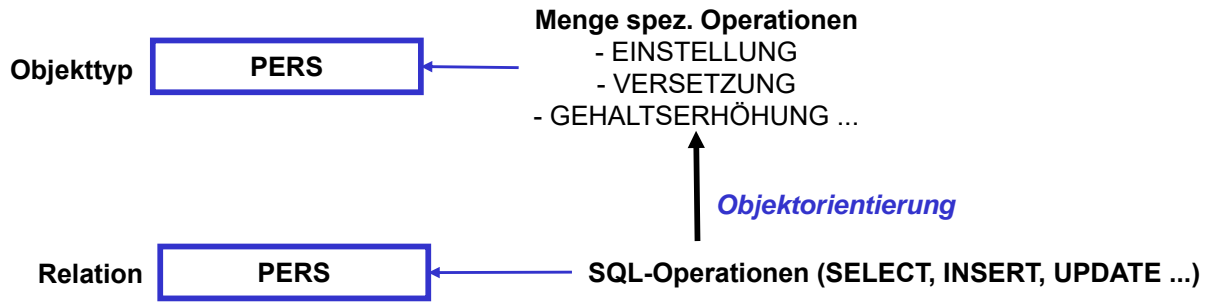 Menge spez. Operationen
- EINSTELLUNG
Objekttyp PERS
- VERSETZUNG
- GEHALTSERHÖHUNG ...
Objektorientierung
Relation PERS SQL-Operationen (SELECT, INSERT, UPDATE ...)